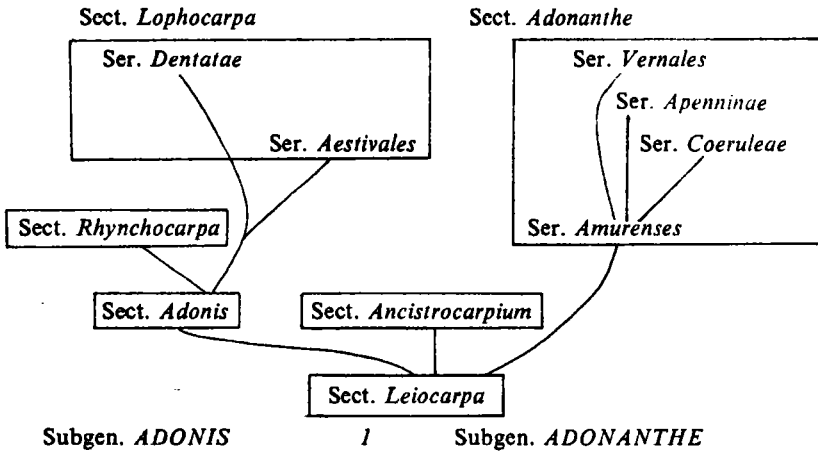 Sect. Lophocarpa Sect. Adonanthe
Ser. Dentatae Ser. Vernales
Ser. Apenninae
Ser. Aestivales Ser. Coeruleae
Sect. Rhynchocarpa Ser. Amurenses
Sect. Adonis Sect. Ancistrocarpium
Sect. Leiocarpa
Subgen. ADONIS 1 Subgen. ADONANTHE